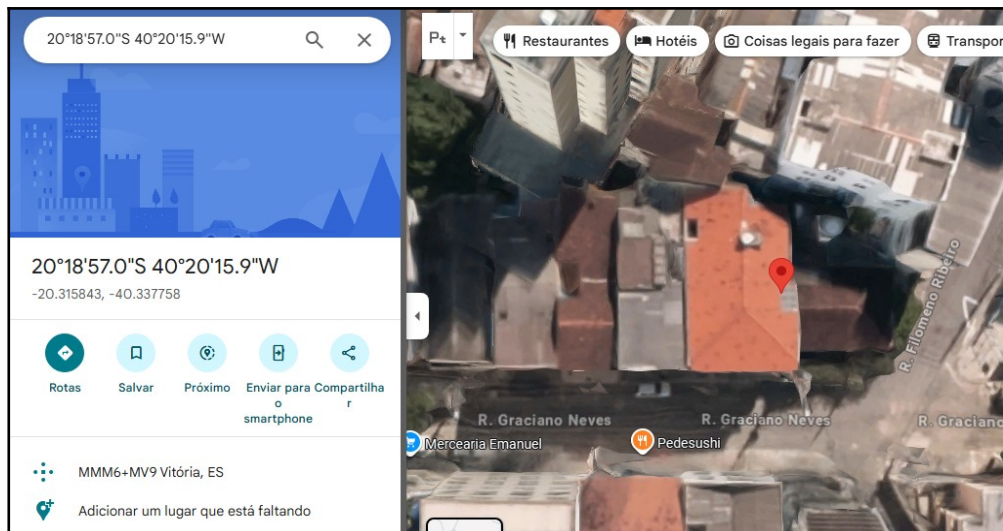 20°18'57.0"S 40°20'15.9"W
Pt
Restaurantes
Hotéis
Coisas legais para fazer
Transpor
20°18'57.0"S 40°20'15.9"W
-20.315843, -40.337758
Rotas
Salvar
Próximo
Enviar para
o
smartphone
Compartilha
r
MMM6+MV9 Vitória, ES
Adicionar um lugar que está faltando
R. Filomeno Ribeiro
R. Graciano Neves
R. Graciano Neves
R. Graciano
Mercearia Emanuel
Pedesushi